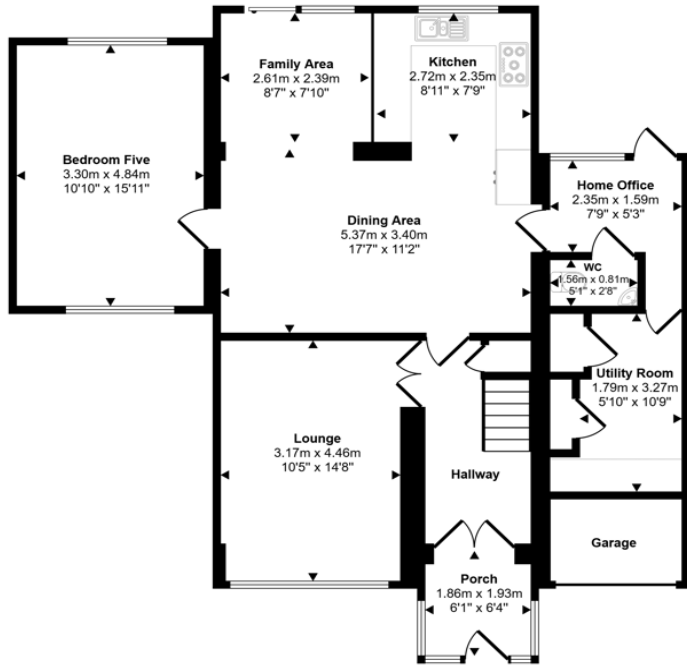 Family Area
2.61m x 2.39m
8'7" x 7'10"
Kitchen
2.72m x 2.35m
8'11" x 7'9"
Bedroom Five
3.30m x 4.84m
10'10" x 15'11"
Home Office
2.35m x 1.59m
7'9" x 5'3"
Dining Area
5.37m x 3.40m
17'7" x 11'2"
WC
1.56m x 0.81m
5'1" x 2'8"
Utility Room
1.79m x 3.27m
5'10" x 10'9"
Lounge
3.17m x 4.46m
10'5" x 14'8"
Hallway
Garage
Porch
1.86m x 1.93m
6'1" x 6'4"